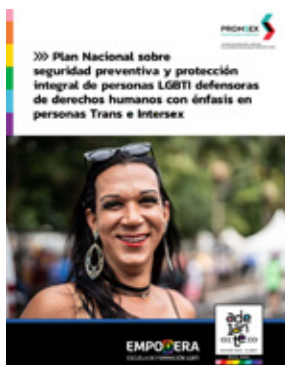 PROMSEX
>>> Plan Nacional sobre
seguridad preventiva y protección
integral de personas LGBTI defensoras
de derechos humanos con énfasis en
personas Trans e Intersex
EMPODERA
ESCUELA DE FORMACIÓN LGBTI
ade
lan
te